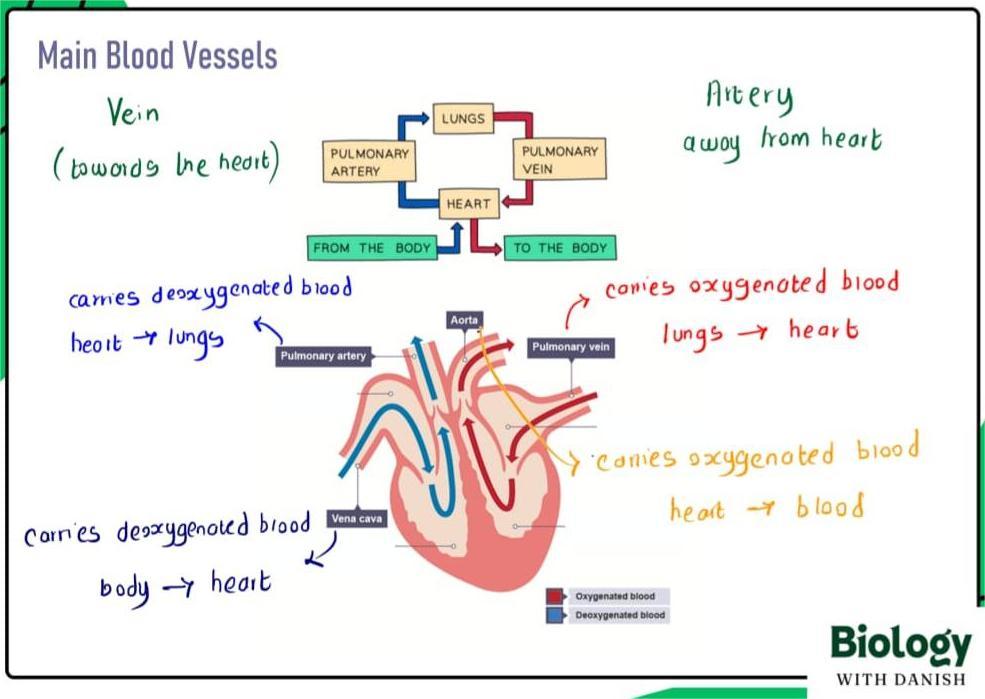 Main Blood Vessels
Vein
(towards the heart)
Artery
away from heart
LUNGS
PULMONARY
ARTERY
PULMONARY
VEIN
HEART
FROM THE BODY
TO THE BODY
carries deoxygenated blood
heart → lungs
carries oxygenated blood
lungs → heart
Aorta
Pulmonary artery
Pulmonary vein
carries oxygenated blood
heart → blood
Vena cava
carries deoxygenated blood
body → heart
Oxygenated blood
Deoxygenated blood
Biology
WITH DANISH